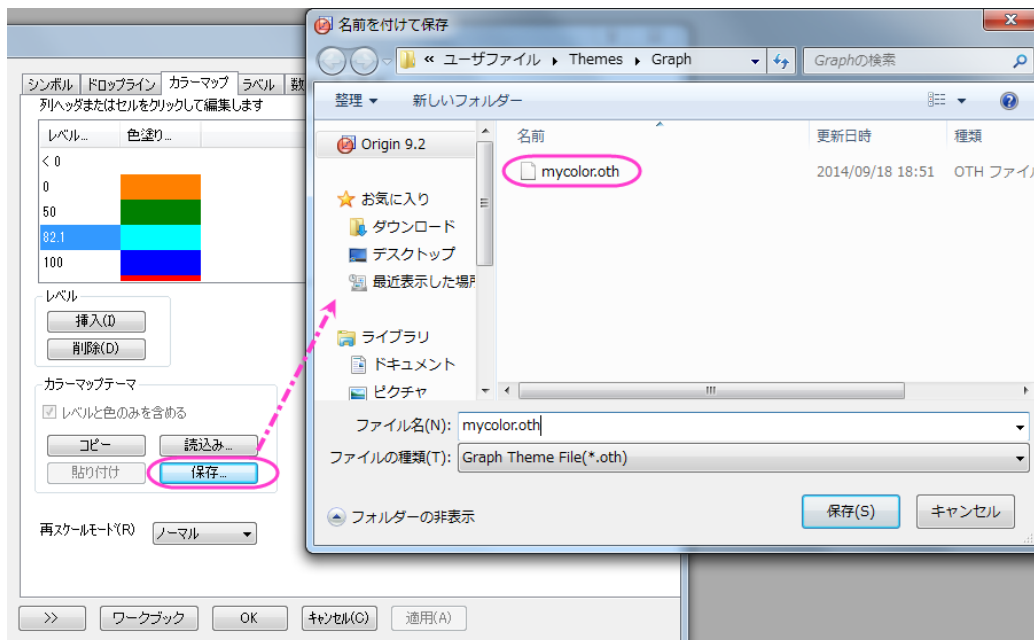 シンボル ドロップライン カラーマップ ラベル 数
列ヘッダまたはセルをクリックして編集します
レベル... 色塗り...
< 0
0
50
82.1
100
レベル
挿入(I)
削除(D)
カラーマップテーマ
レベルと色のみを含める
コピー 読込み...
貼り付け 保存...
再スケールモード(R) ノーマル
>> ワークブック OK キャンセル(C) 適用(A)
名前を付けて保存
« ユーザファイル Themes Graph Graphの検索
整理 新しいフォルダー
Origin 9.2
お気に入り
ダウンロード
デスクトップ
最近表示した場所
ライブラリ
ドキュメント
ピクチャ
名前 更新日時 種類
mycolor.oth 2014/09/18 18:51 OTH ファイ
ファイル名(N): mycolor.oth
ファイルの種類(T): Graph Theme File(*.oth)
フォルダーの非表示 保存(S) キャンセル